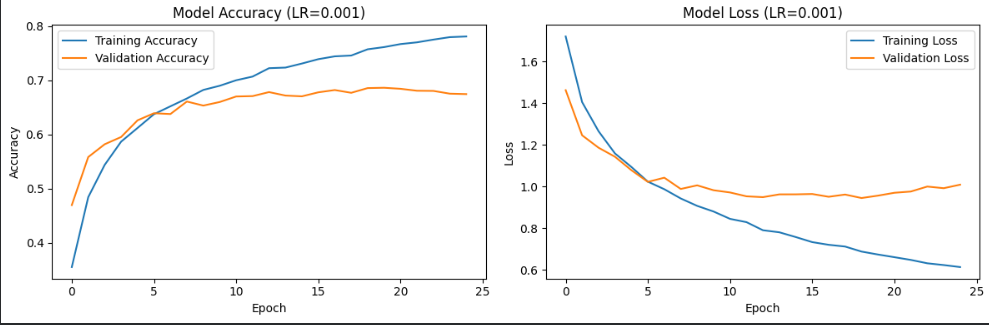 Model Accuracy (LR=0.001)
0.8
0.7
0.6
0.5
0.4
Accuracy
Training Accuracy
Validation Accuracy
0 5 10 15 20 25
Epoch
Model Loss (LR=0.001)
1.6
1.4
1.2
1.0
0.8
0.6
Loss
Training Loss
Validation Loss
0 5 10 15 20 25
Epoch